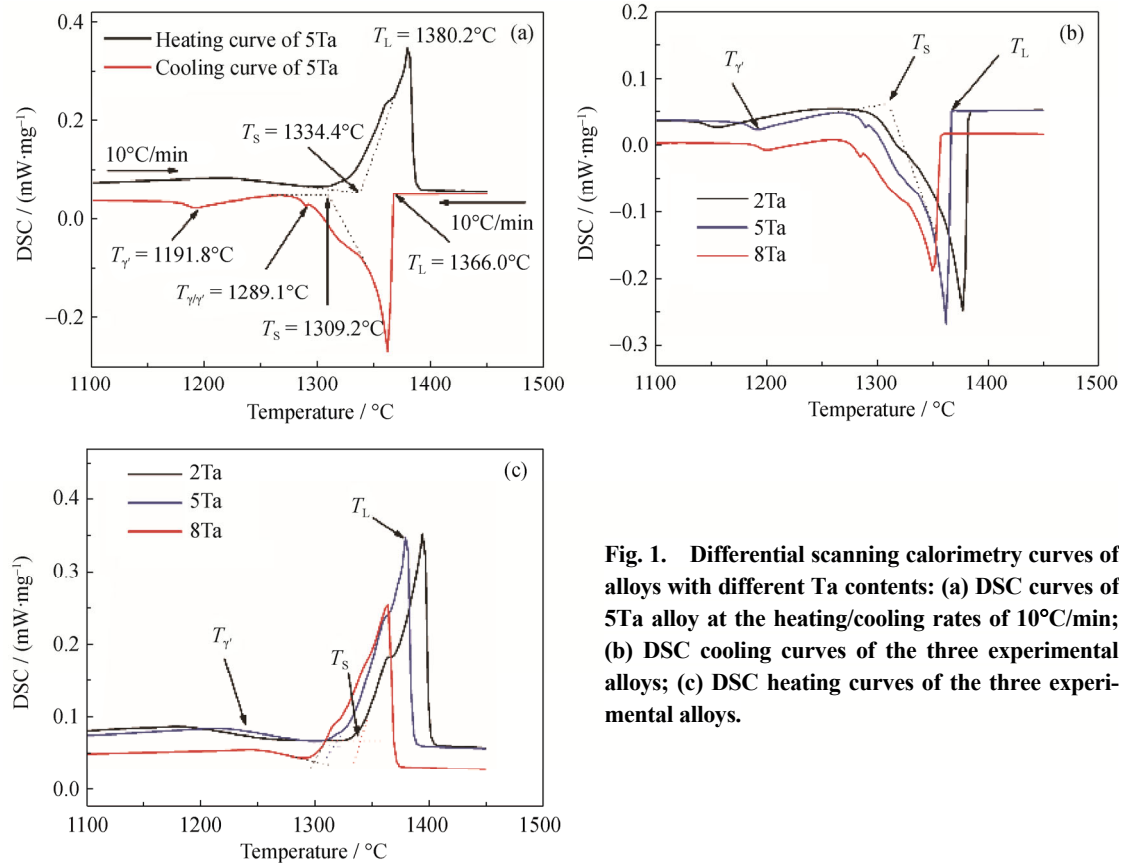 0.4
0.2
0.0
−0.2
DSC / (mW·mg⁻¹)
Heating curve of 5Ta
Cooling curve of 5Ta
(a)
T_L = 1380.2°C
T_S = 1334.4°C
10°C/min
10°C/min
T_γ′ = 1191.8°C
T_γ/γ′ = 1289.1°C
T_S = 1309.2°C
T_L = 1366.0°C
1100 1200 1300 1400 1500
Temperature / °C
0.2
0.1
0.0
−0.1
−0.2
−0.3
DSC / (mW·mg⁻¹)
(b)
T_γ′
T_S
T_L
2Ta
5Ta
8Ta
1100 1200 1300 1400 1500
Temperature / °C
0.4
0.3
0.2
0.1
0.0
DSC / (mW·mg⁻¹)
2Ta
5Ta
8Ta
(c)
T_L
T_γ′
T_S
1100 1200 1300 1400 1500
Temperature / °C
Fig. 1. Differential scanning calorimetry curves of
alloys with different Ta contents: (a) DSC curves of
5Ta alloy at the heating/cooling rates of 10°C/min;
(b) DSC cooling curves of the three experimental
alloys; (c) DSC heating curves of the three experi-
mental alloys.